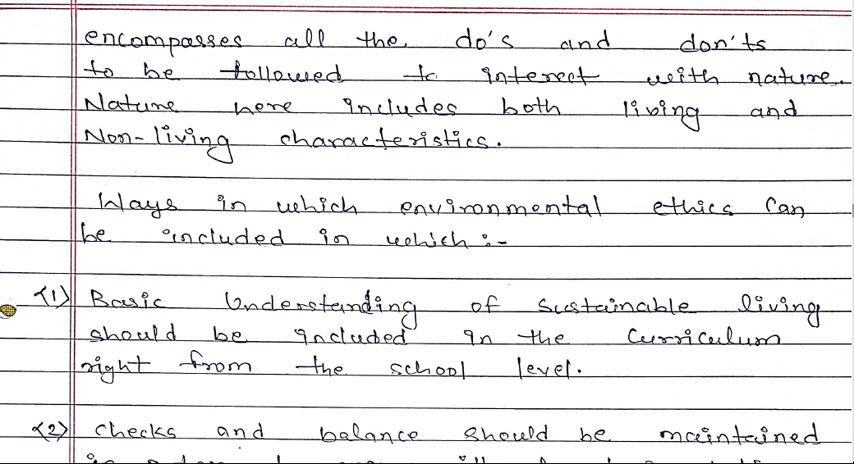 encompasses all the do's and don'ts
to be followed to interect with nature.
Nature here includes both living and
Non-living characteristics.
Ways in which environmental ethics can
be included in which :-
(1) Basic Understanding of sustainable living
should be included in the curriculum
right from the school level.
(2) Checks and balance should be maintained